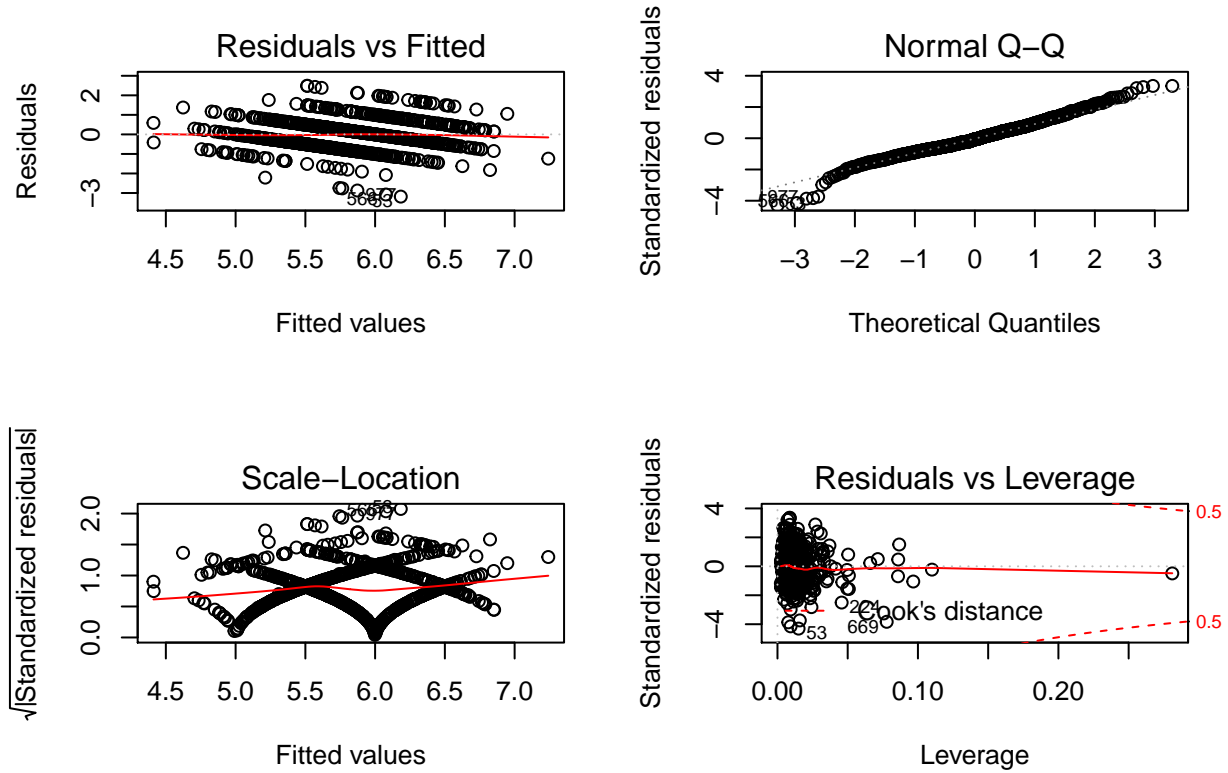 Residuals vs Fitted
Residuals
2
0
−3
4.5 5.0 5.5 6.0 6.5 7.0
Fitted values
53
Normal Q−Q
Standardized residuals
4
0
−4
−3 −2 −1 0 1 2 3
Theoretical Quantiles
Scale−Location
√|Standardized residuals|
2.0
1.0
0.0
4.5 5.0 5.5 6.0 6.5 7.0
Fitted values
Residuals vs Leverage
Standardized residuals
4
0
−4
0.5
0.5
224
Cook's distance
669
53
0.00 0.10 0.20
Leverage